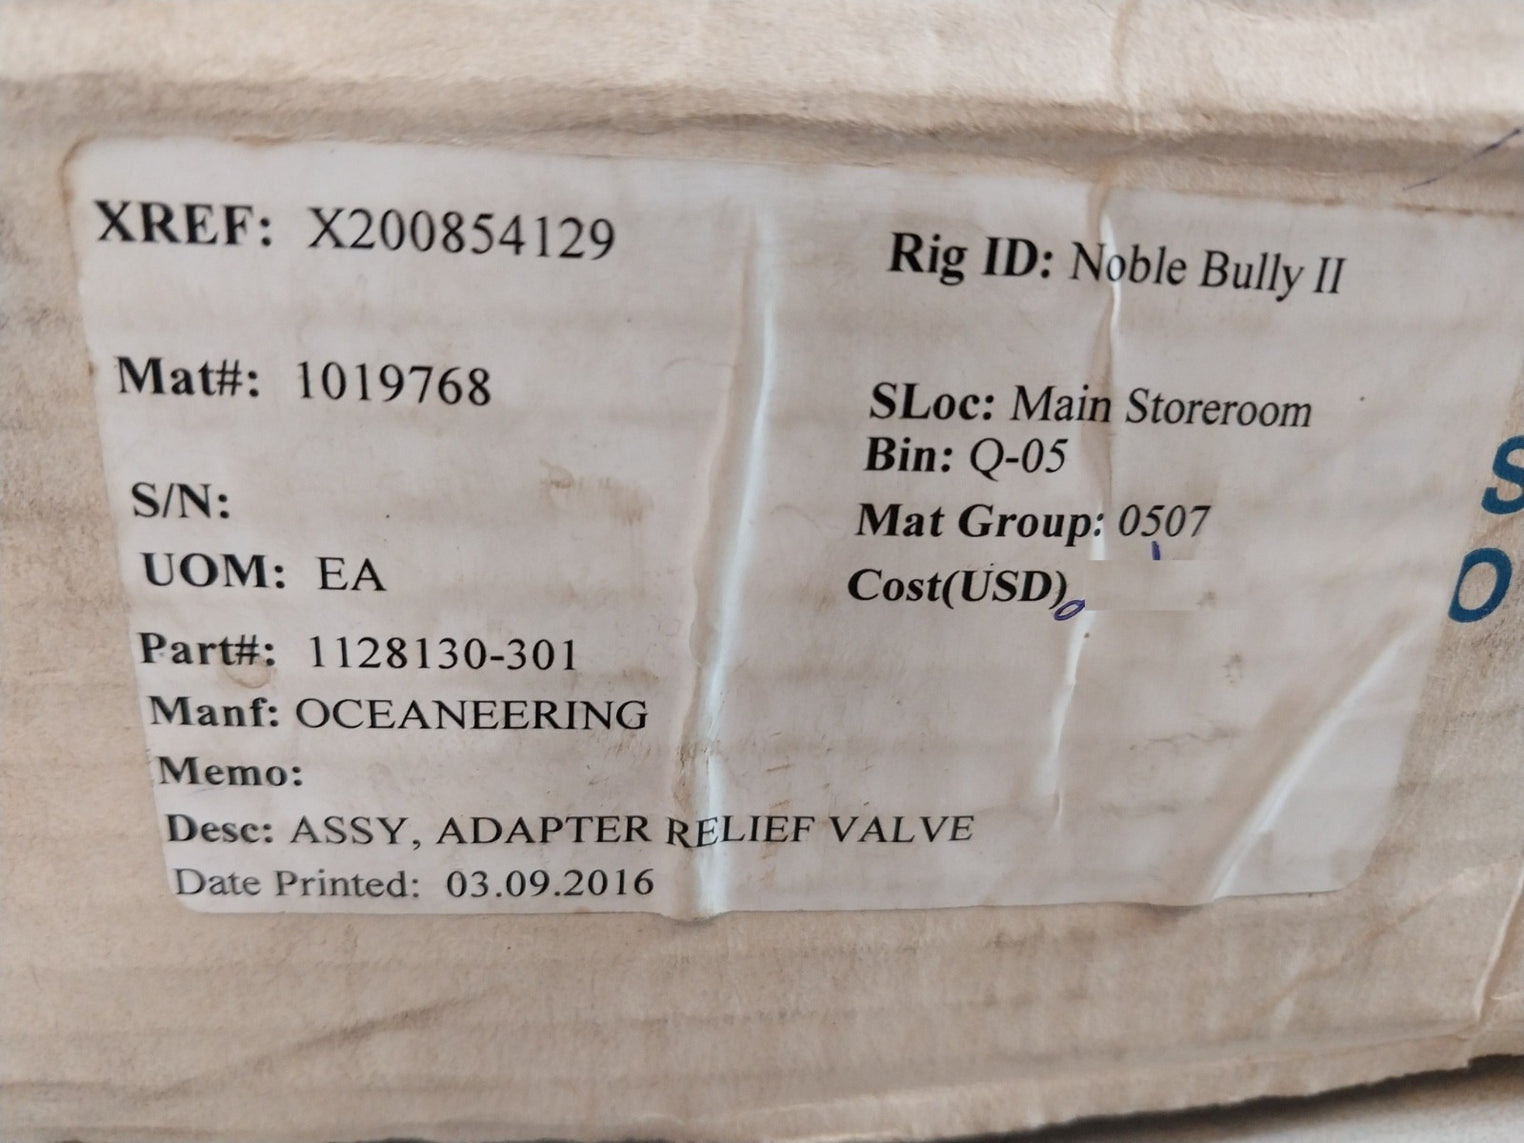 XREF: X200854129
Rig ID: Noble Bully II
Mat#: 1019768
SLoc: Main Storeroom
Bin: Q-05
S/N:
Mat Group: 0507
UOM: EA
Cost(USD)
Part#: 1128130-301
Manf: OCEANEERING
Memo:
Desc: ASSY, ADAPTER RELIEF VALVE
Date Printed: 03.09.2016